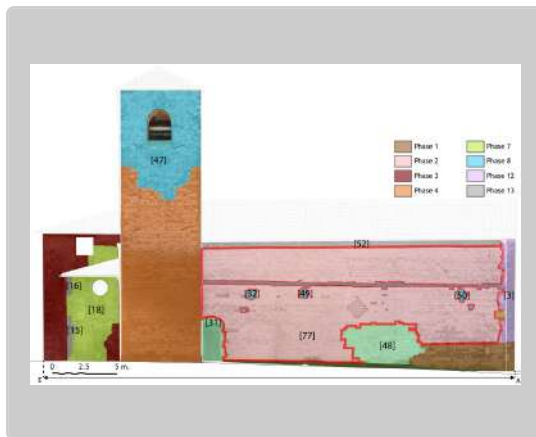 [47]
Phase 1
Phase 2
Phase 3
Phase 4
Phase 7
Phase 8
Phase 12
Phase 13
[52]
[16]
[32]
[49]
[50]
[3]
[18]
[31]
[15]
[77]
[48]
0 2.5 5 m.
A